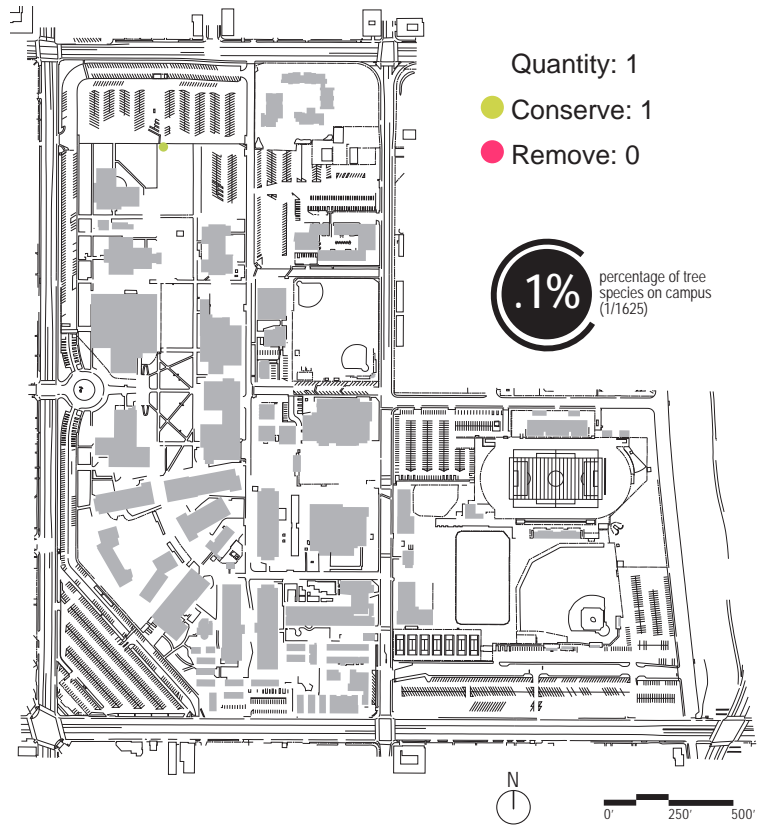 Quantity: 1
Conserve: 1
Remove: 0
.1%
percentage of tree
species on campus
(1/1625)
N
0' 250' 500'